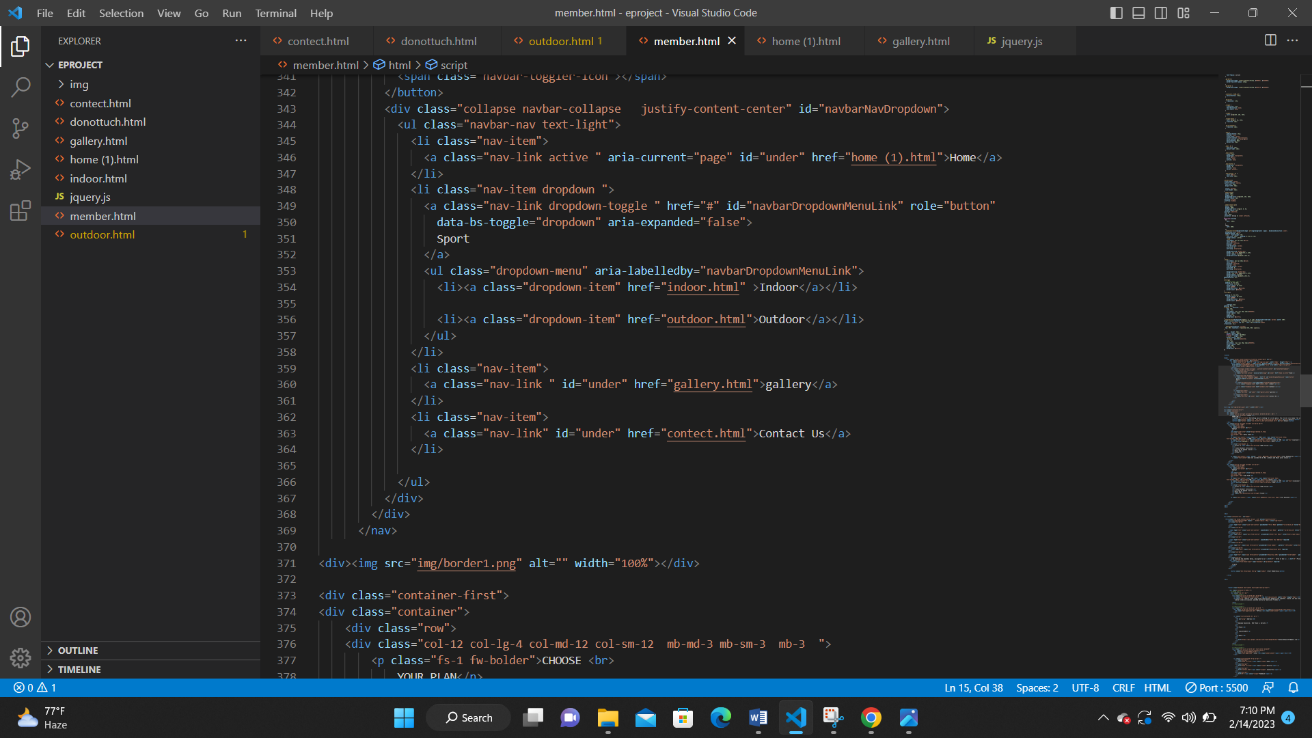 File Edit Selection View Go Run Terminal Help
member.html - eproject - Visual Studio Code
EXPLORER
EPROJECT
img
contect.html
donottuch.html
gallery.html
home (1).html
indoor.html
JS jquery.js
member.html
outdoor.html 1
OUTLINE
TIMELINE
contect.html donottuch.html outdoor.html 1 member.html home (1).html gallery.html JS jquery.js
member.html > html > script
341 <span class="navbar-toggler-icon"></span>
342 </button>
343 <div class="collapse navbar-collapse   justify-content-center" id="navbarNavDropdown">
344 <ul class="navbar-nav text-light">
345 <li class="nav-item">
346 <a class="nav-link active " aria-current="page" id="under" href="home (1).html">Home</a>
347 </li>
348 <li class="nav-item dropdown ">
349 <a class="nav-link dropdown-toggle " href="#" id="navbarDropdownMenuLink" role="button"
350 data-bs-toggle="dropdown" aria-expanded="false">
351 Sport
352 </a>
353 <ul class="dropdown-menu" aria-labelledby="navbarDropdownMenuLink">
354 <li><a class="dropdown-item" href="indoor.html" >Indoor</a></li>
355
356 <li><a class="dropdown-item" href="outdoor.html">Outdoor</a></li>
357 </ul>
358 </li>
359 <li class="nav-item">
360 <a class="nav-link " id="under" href="gallery.html">gallery</a>
361 </li>
362 <li class="nav-item">
363 <a class="nav-link" id="under" href="contect.html">Contact Us</a>
364 </li>
365
366 </ul>
367 </div>
368 </div>
369 </nav>
370
371 <div><img src="img/border1.png" alt="" width="100%"></div>
372
373 <div class="container-first">
374 <div class="container">
375 <div class="row">
376 <div class="col-12 col-lg-4 col-md-12 col-sm-12  mb-md-3 mb-sm-3  mb-3  ">
377 <p class="fs-1 fw-bolder">CHOOSE <br>
378 YOUR PLAN</p>
0 1
Ln 15, Col 38 Spaces: 2 UTF-8 CRLF HTML Port : 5500
77°F
Haze
Search
7:10 PM
2/14/2023
4